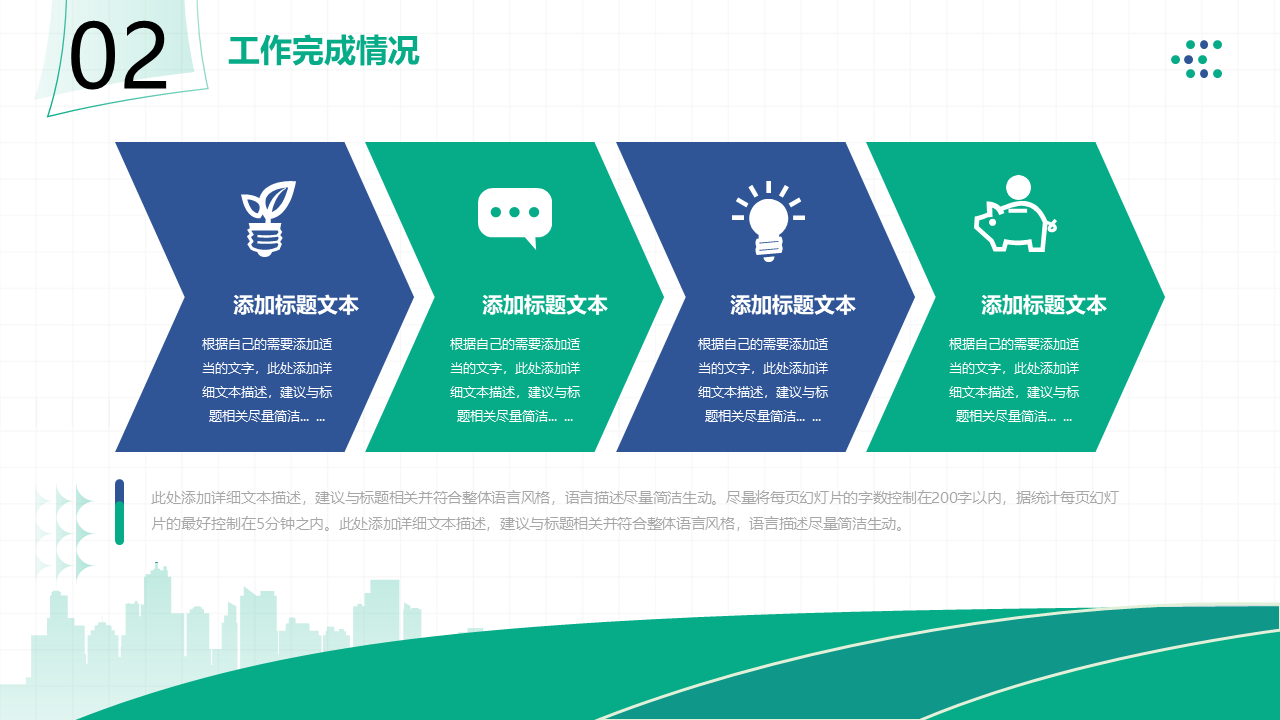 02
工作完成情况
添加标题文本
根据自己的需要添加适
当的文字，此处添加详
细文本描述，建议与标
题相关尽量简洁... ...
添加标题文本
根据自己的需要添加适
当的文字，此处添加详
细文本描述，建议与标
题相关尽量简洁... ...
添加标题文本
根据自己的需要添加适
当的文字，此处添加详
细文本描述，建议与标
题相关尽量简洁... ...
添加标题文本
根据自己的需要添加适
当的文字，此处添加详
细文本描述，建议与标
题相关尽量简洁... ...
此处添加详细文本描述，建议与标题相关并符合整体语言风格，语言描述尽量简洁生动。尽量将每页幻灯片的字数控制在200字以内，据统计每页幻灯
片的最好控制在5分钟之内。此处添加详细文本描述，建议与标题相关并符合整体语言风格，语言描述尽量简洁生动。